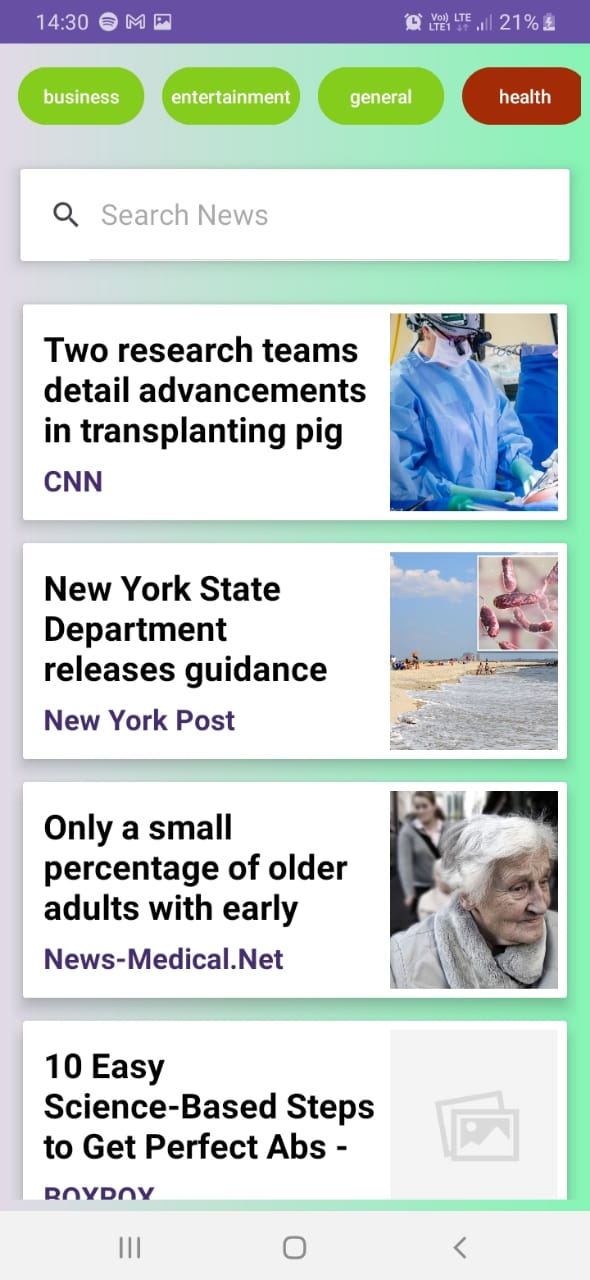 14:30 Vo)) LTE LTE1 21%
business entertainment general health
Search News
Two research teams
detail advancements
in transplanting pig
CNN
New York State
Department
releases guidance
New York Post
Only a small
percentage of older
adults with early
News-Medical.Net
10 Easy
Science-Based Steps
to Get Perfect Abs -
BOXROX